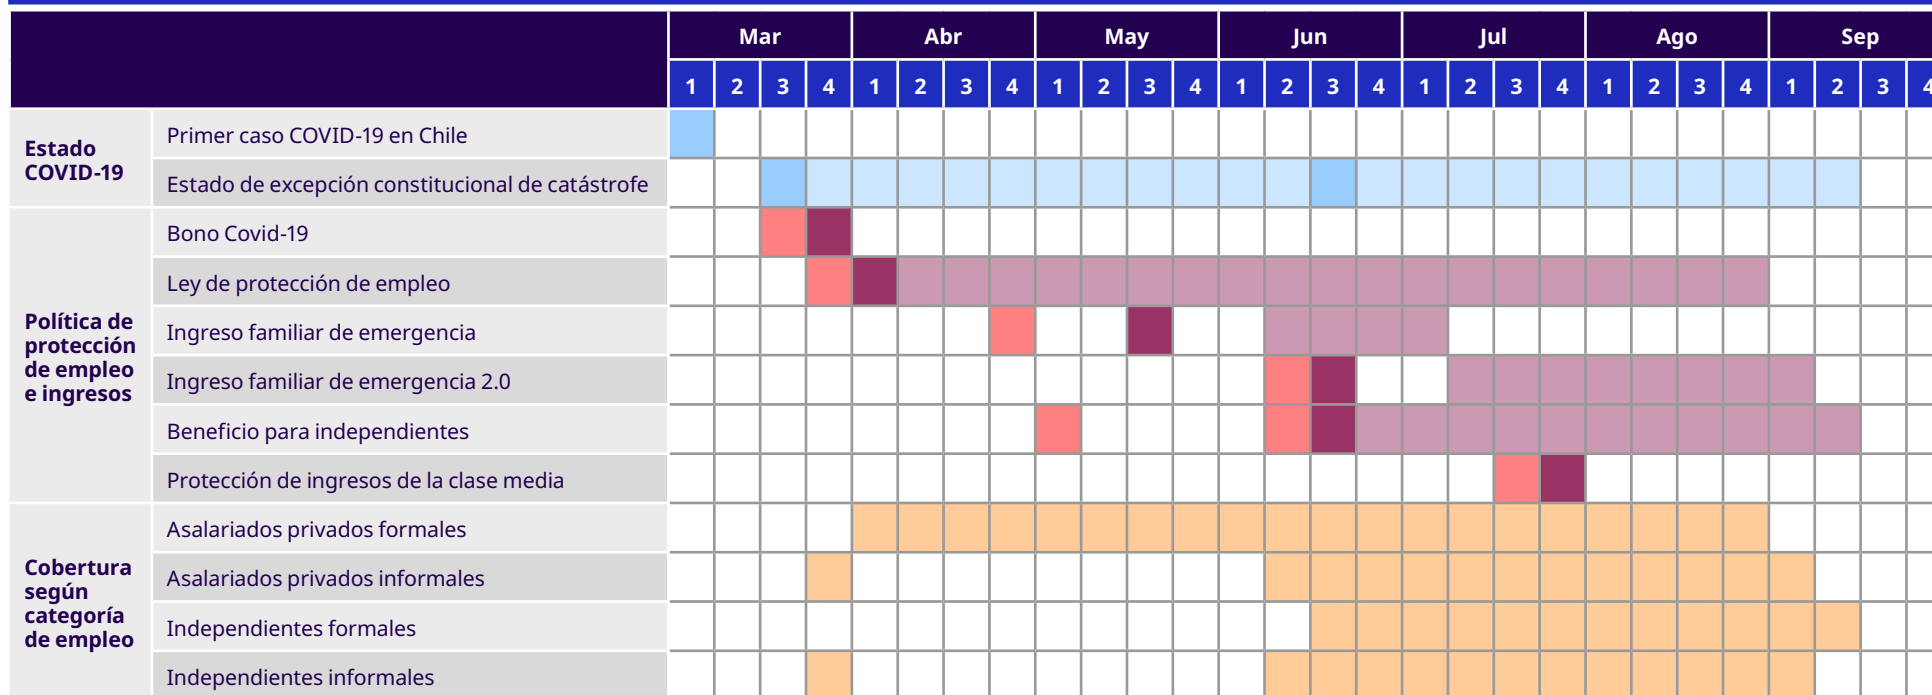 Mar Abr May Jun Jul Ago Sep
1 2 3 4 1 2 3 4 1 2 3 4 1 2 3 4 1 2 3 4 1 2 3 4 1 2 3 4
Estado
COVID-19
Primer caso COVID-19 en Chile
Estado de excepción constitucional de catástrofe
Política de
protección
de empleo
e ingresos
Bono Covid-19
Ley de protección de empleo
Ingreso familiar de emergencia
Ingreso familiar de emergencia 2.0
Beneficio para independientes
Protección de ingresos de la clase media
Cobertura
según
categoría
de empleo
Asalariados privados formales
Asalariados privados informales
Independientes formales
Independientes informales